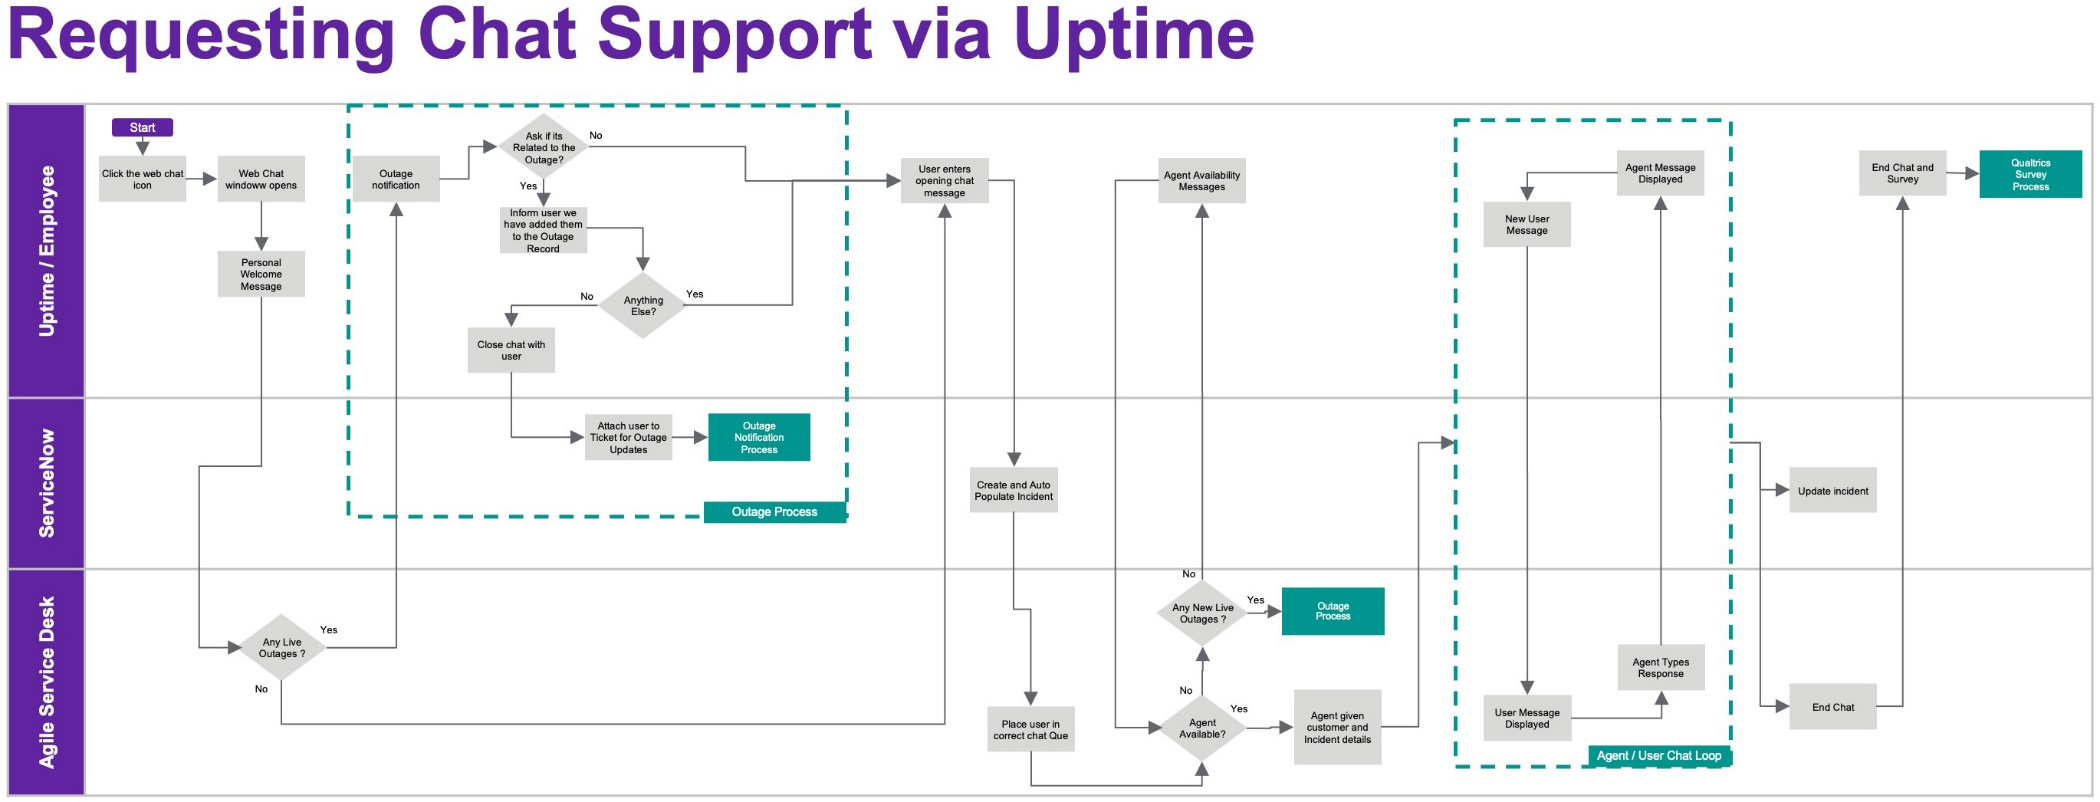 Requesting Chat Support via Uptime
Uptime / Employee
Start
Click the web chat
icon
Web Chat
windoww opens
Personal
Welcome
Message
Outage
notification
Ask if its
Related to the
Outage?
No
Yes
Inform user we
have added them
to the Outage
Record
Anything
Else?
No
Yes
Close chat with
user
User enters
opening chat
message
Agent Availability
Messages
Agent Message
Displayed
New User
Message
End Chat and
Survey
Qualtrics
Survey
Process
ServiceNow
Attach user to
Ticket for Outage
Updates
Outage
Notification
Process
Outage Process
Create and Auto
Populate Incident
Update incident
Agile Service Desk
Any Live
Outages ?
Yes
No
Place user in
correct chat Que
No
Any New Live
Outages ?
Yes
Outage
Process
No
Agent
Available?
Yes
Agent given
customer and
Incident details
User Message
Displayed
Agent Types
Response
Agent / User Chat Loop
End Chat